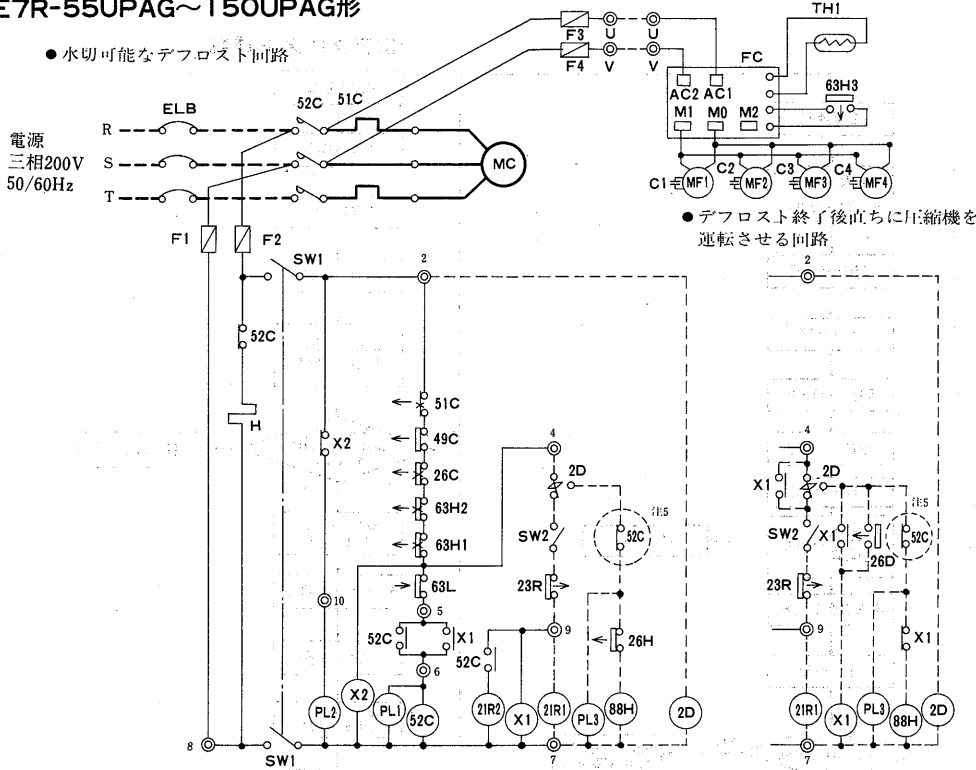 E7R-55UPAG～150UPAG形
●水切可能なデフロスト回路
F3 U U
F4 V V
TH1
FC
AC2 AC1
M1 M0 M2
63H3
ELB 52C 51C
電源
三相200V
50/60Hz
R
S
T
MC
C1 MF1 C2 MF2 C3 MF3 C4 MF4
●デフロスト終了後直ちに圧縮機を
運転させる回路
F1 F2
SW1 2 2
52C
H
X2
51C
49C
26C
63H2
63H1
63L
5
10
52C X1
6
4
2D
SW2
注5
52C
23R
9
26H
52C
PL2 X2 PL1 52C 21R2 X1 21R1 PL3 88H 2D
8
SW1
7
4
X1 2D
SW2 X1 26D
注5
52C
23R
9
X1
21R1 X1 PL3 88H 2D
7